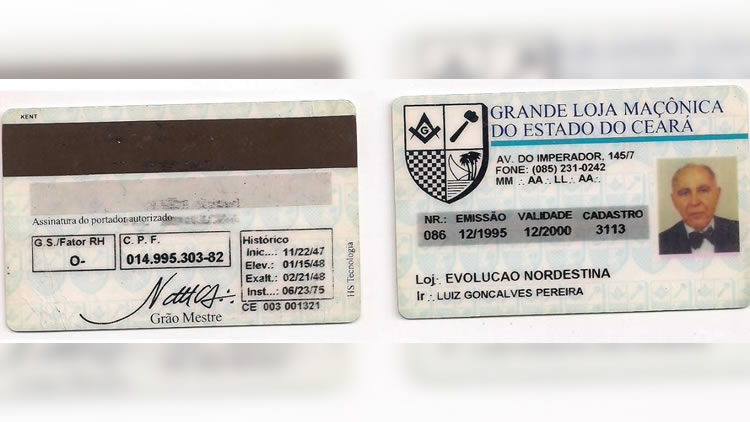 KENT
Assinatura do portador autorizado
G.S./Fator RH
O-
C. P. F.
014.995.303-82
Histórico
Inic...: 11/22/47
Elev.: 01/15/48
Exalt.: 02/21/48
Inst...: 06/23/75
CE 003 001321
Grão Mestre
HS Tecnologia
G
GRANDE LOJA MAÇÔNICA
DO ESTADO DO CEARÁ
AV. DO IMPERADOR, 145/7
FONE: (085) 231-0242
MM ∴ AA ∴ LL ∴ AA ∴
NR.: EMISSÃO VALIDADE CADASTRO
086 12/1995 12/2000 3113
Loj∴ EVOLUCAO NORDESTINA
Ir∴ LUIZ GONCALVES PEREIRA